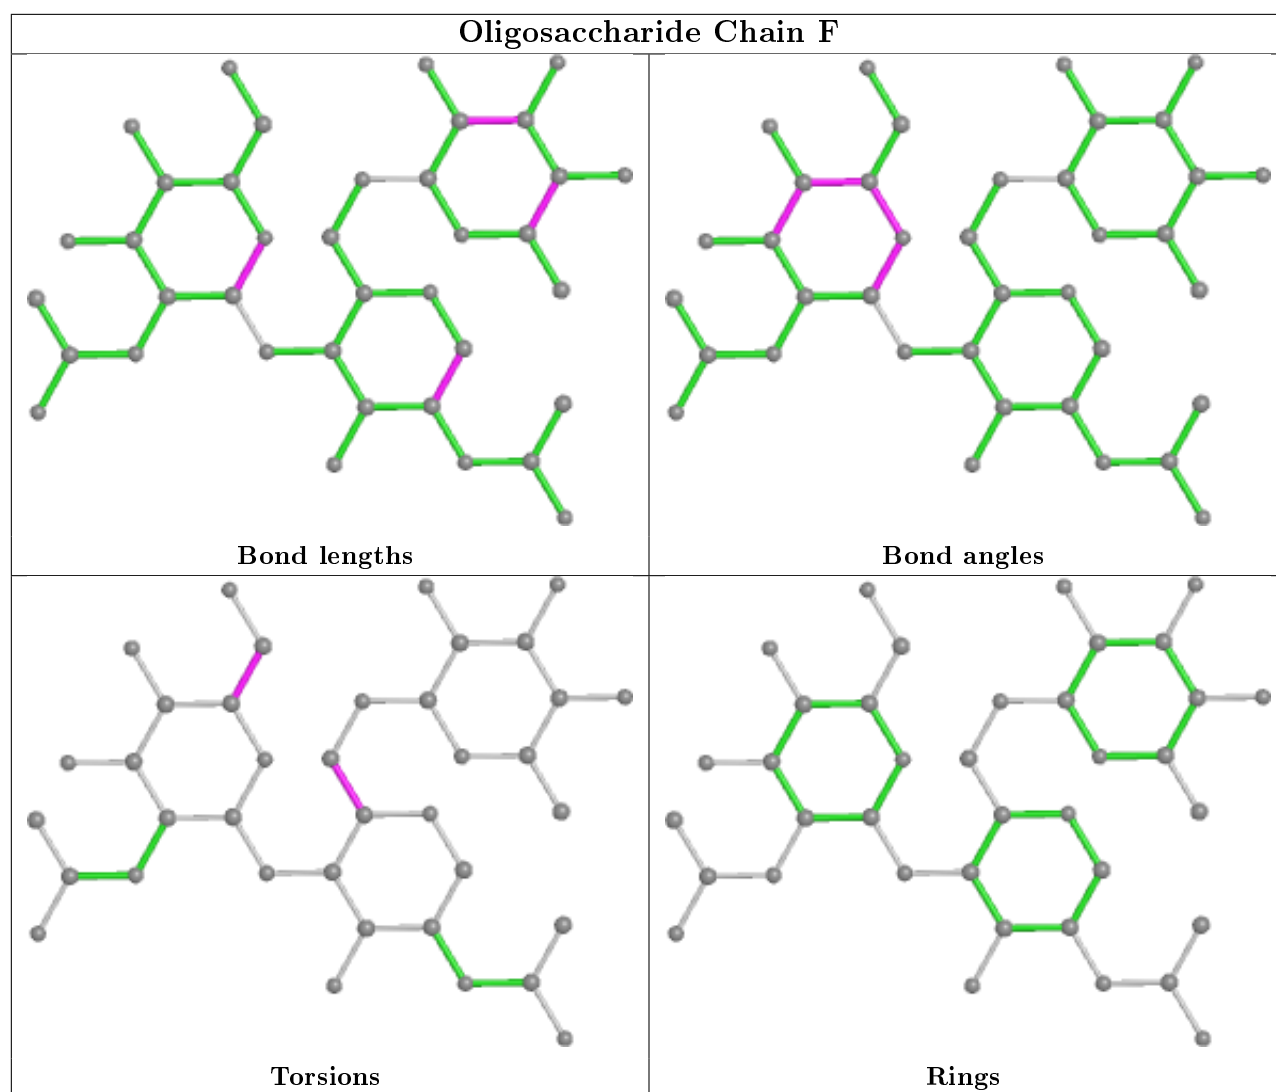 Oligosaccharide Chain F
Bond lengths
Bond angles
Torsions
Rings